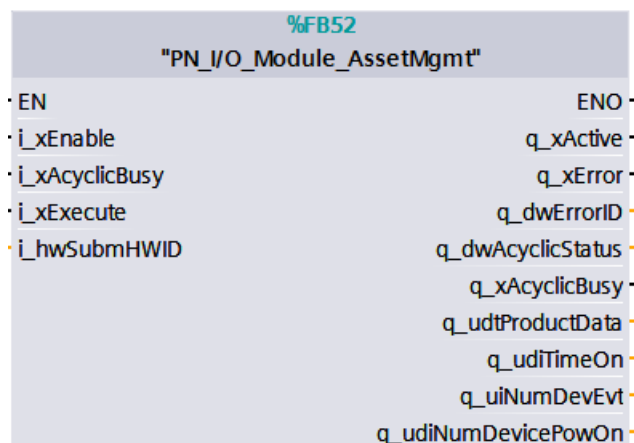 %FB52
"PN_I/O_Module_AssetMgmt"
EN ENO
i_xEnable q_xActive
i_xAcyclicBusy q_xError
i_xExecute q_dwErrorID
i_hwSubmHWID q_dwAcyclicStatus
q_xAcyclicBusy
q_udtProductData
q_udiTimeOn
q_uiNumDevEvt
q_udiNumDevicePowOn